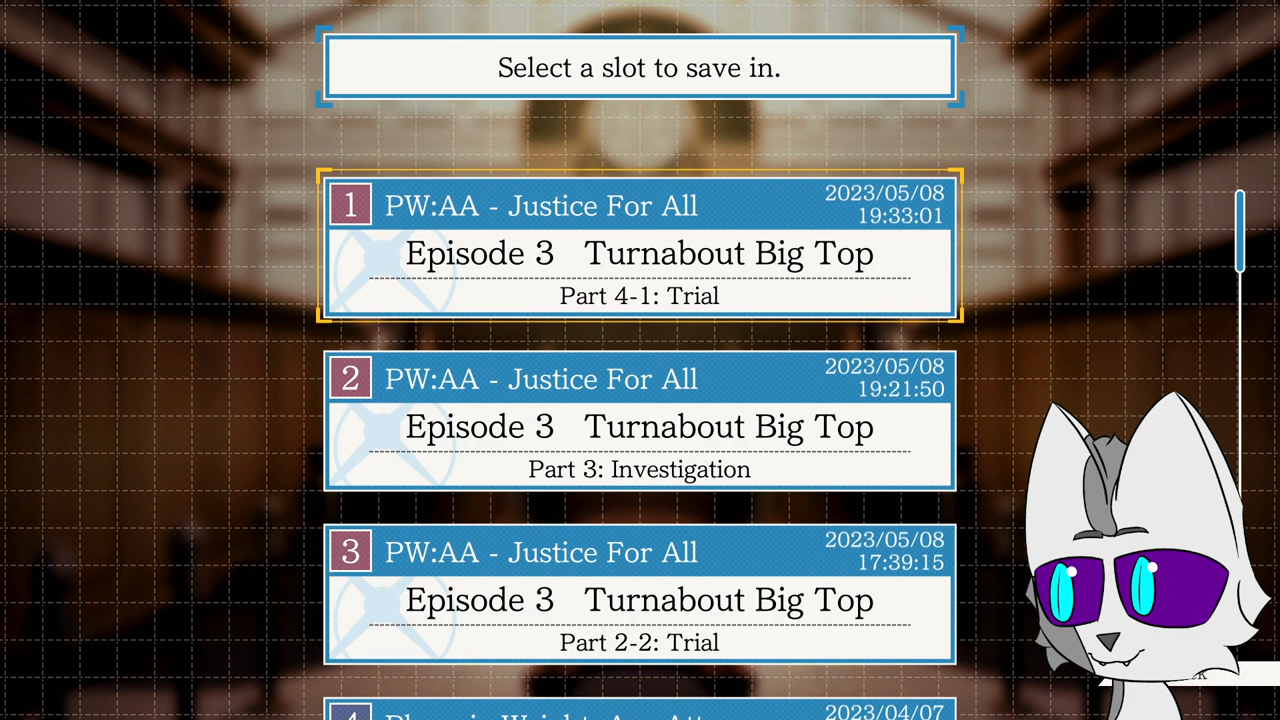 Select a slot to save in.
1 PW:AA - Justice For All 2023/05/08
19:33:01
Episode 3 Turnabout Big Top
Part 4-1: Trial
2 PW:AA - Justice For All 2023/05/08
19:21:50
Episode 3 Turnabout Big Top
Part 3: Investigation
3 PW:AA - Justice For All 2023/05/08
17:39:15
Episode 3 Turnabout Big Top
Part 2-2: Trial
4 2023/04/07